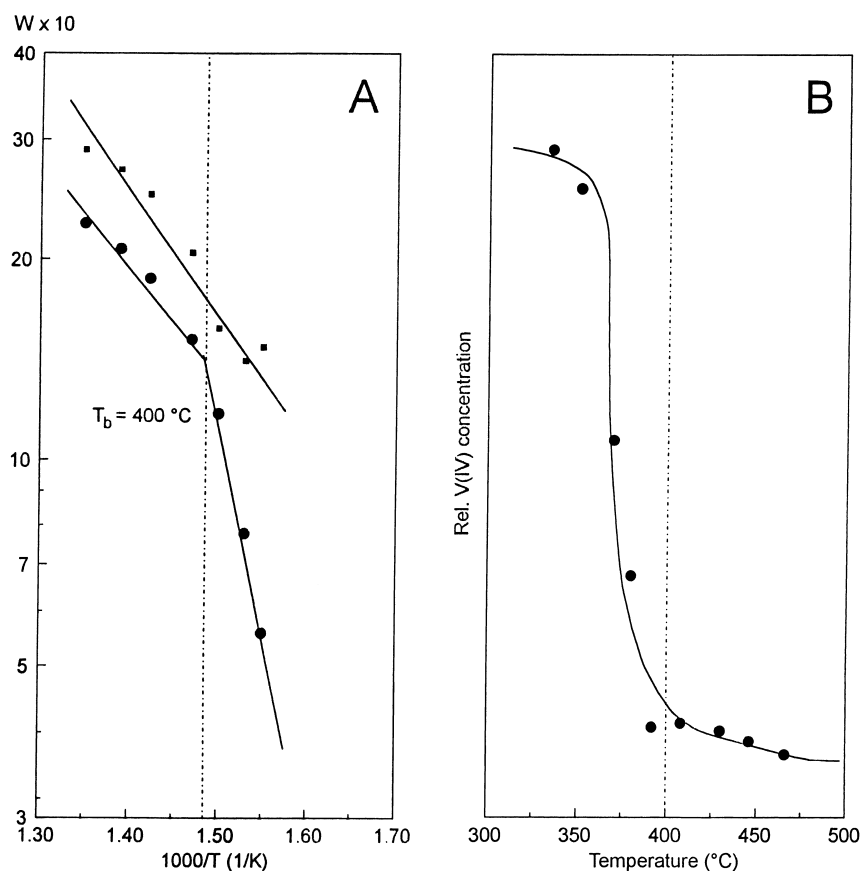 W x 10
40
30
20
10
7
5
3
A
T_b = 400 °C
1.30 1.40 1.50 1.60 1.70
1000/T (1/K)
B
Rel. V(IV) concentration
300 350 400 450 500
Temperature (°C)